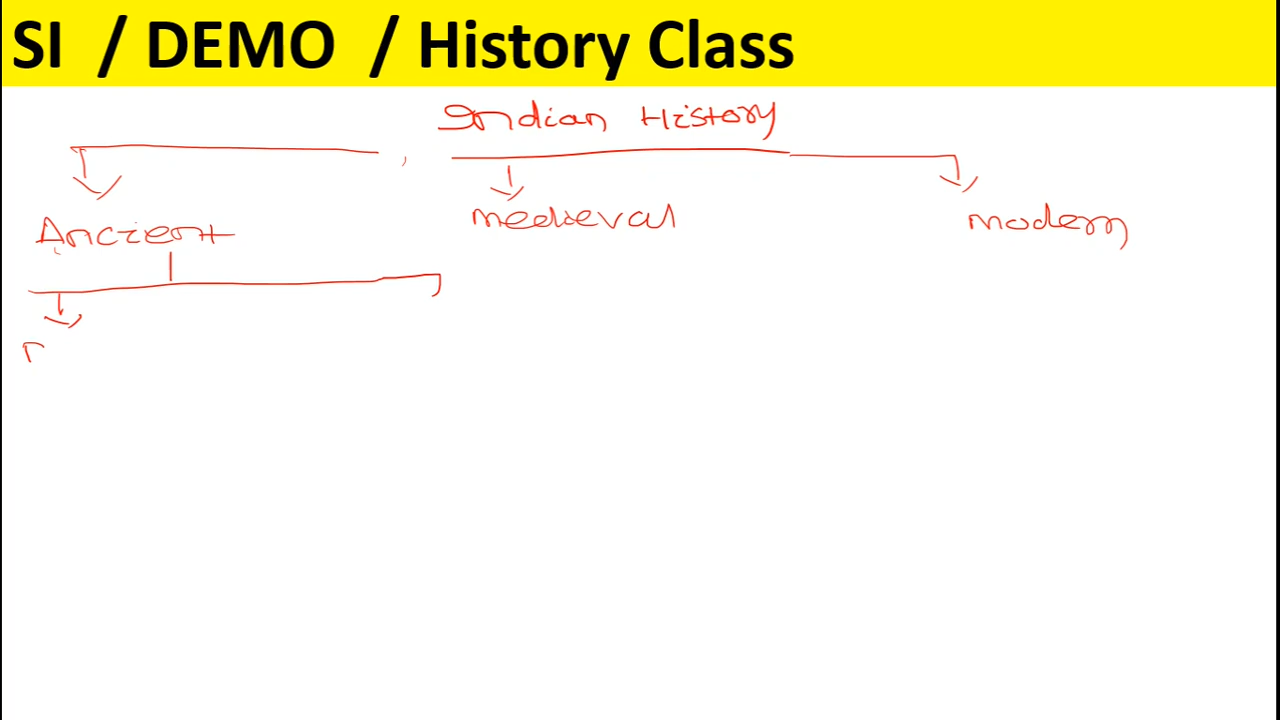 SI / DEMO / History Class
Indian History
Ancient medieval modern